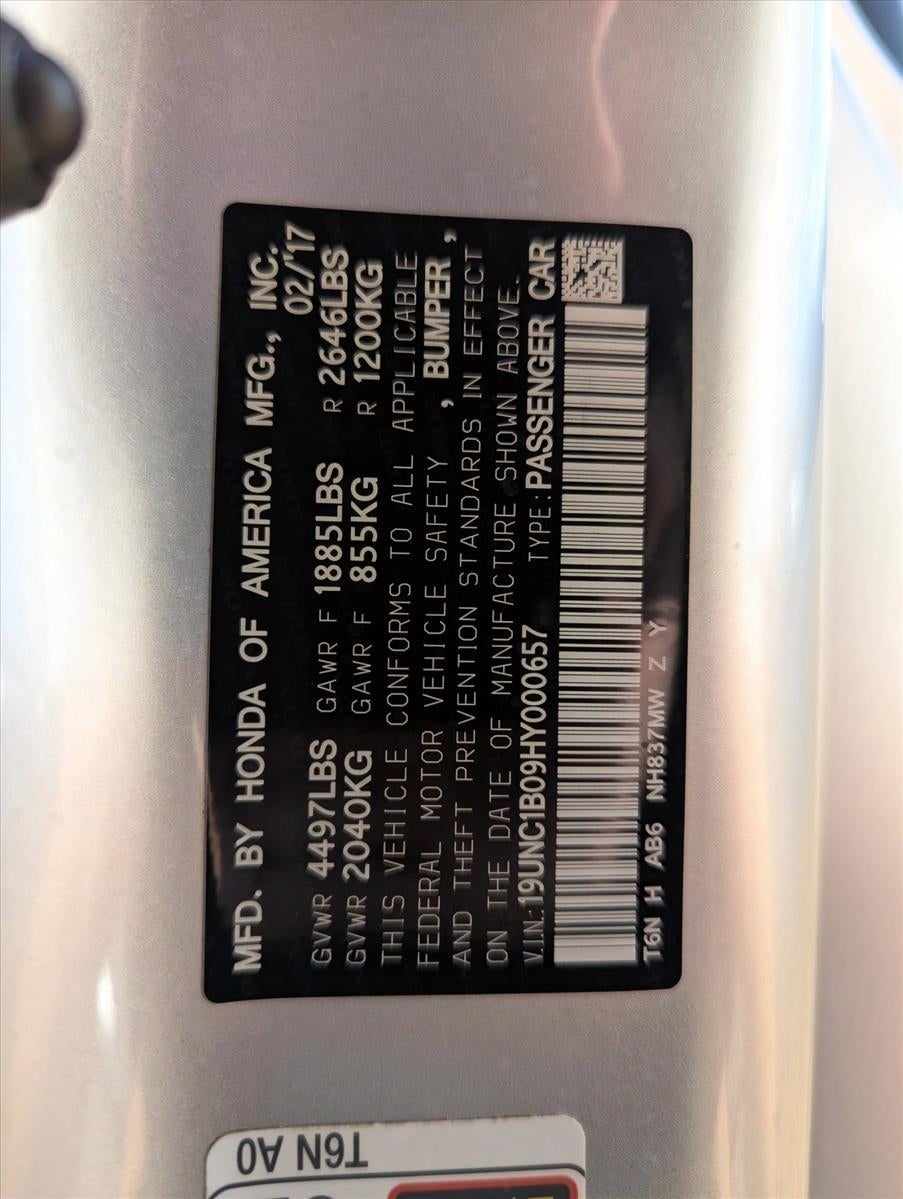 MFD. BY HONDA OF AMERICA MFG., INC.
02/'17
GVWR 4497LBS GAWR F 1885LBS R 2646LBS
GVWR 2040KG GAWR F 855KG R 1200KG
THIS VEHICLE CONFORMS TO ALL APPLICABLE
FEDERAL MOTOR VEHICLE SAFETY , BUMPER ,
AND THEFT PREVENTION STANDARDS IN EFFECT
ON THE DATE OF MANUFACTURE SHOWN ABOVE.
V.I.N:19UNC1B09HY000657 TYPE:PASSENGER CAR
T6N H AB6 NH837MW Z Y
T6N A0